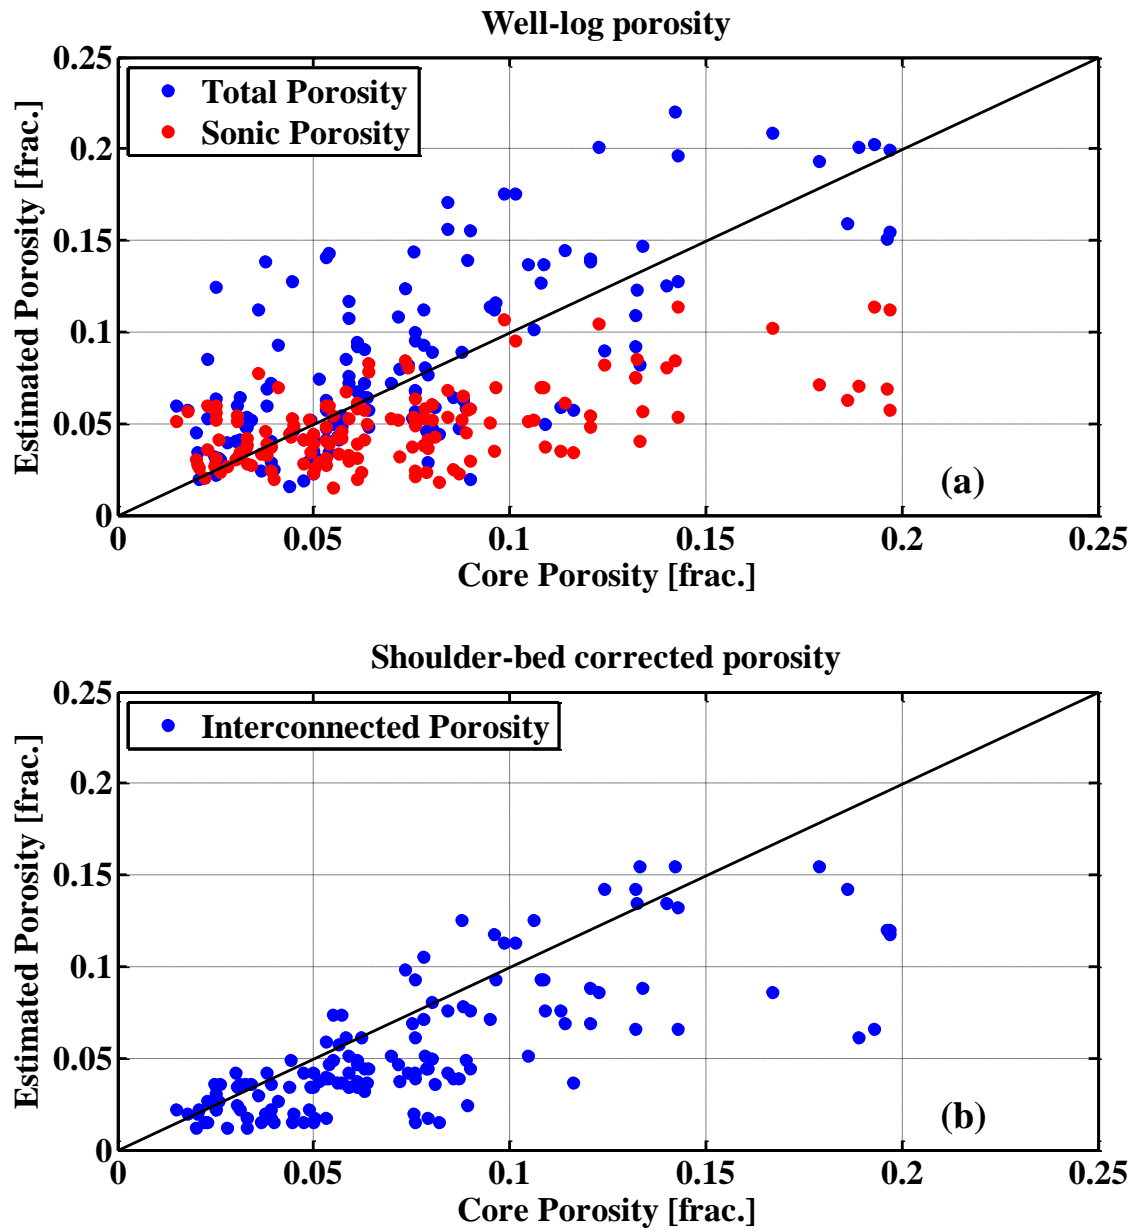 Well-log porosity
Total Porosity
Sonic Porosity
Estimated Porosity [frac.]
0.25
0.2
0.15
0.1
0.05
0
(a)
0 0.05 0.1 0.15 0.2 0.25
Core Porosity [frac.]
Shoulder-bed corrected porosity
Interconnected Porosity
Estimated Porosity [frac.]
0.25
0.2
0.15
0.1
0.05
0
(b)
0 0.05 0.1 0.15 0.2 0.25
Core Porosity [frac.]